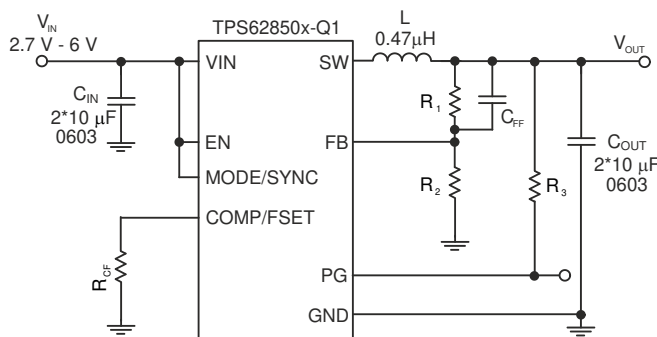 TPS62850x-Q1
VIN
2.7 V - 6 V
VIN
SW
L
0.47µH
VOUT
CIN
2*10 µF
0603
R1
CFF
EN
FB
COUT
2*10 µF
0603
MODE/SYNC
R2
R3
COMP/FSET
RCF
PG
GND